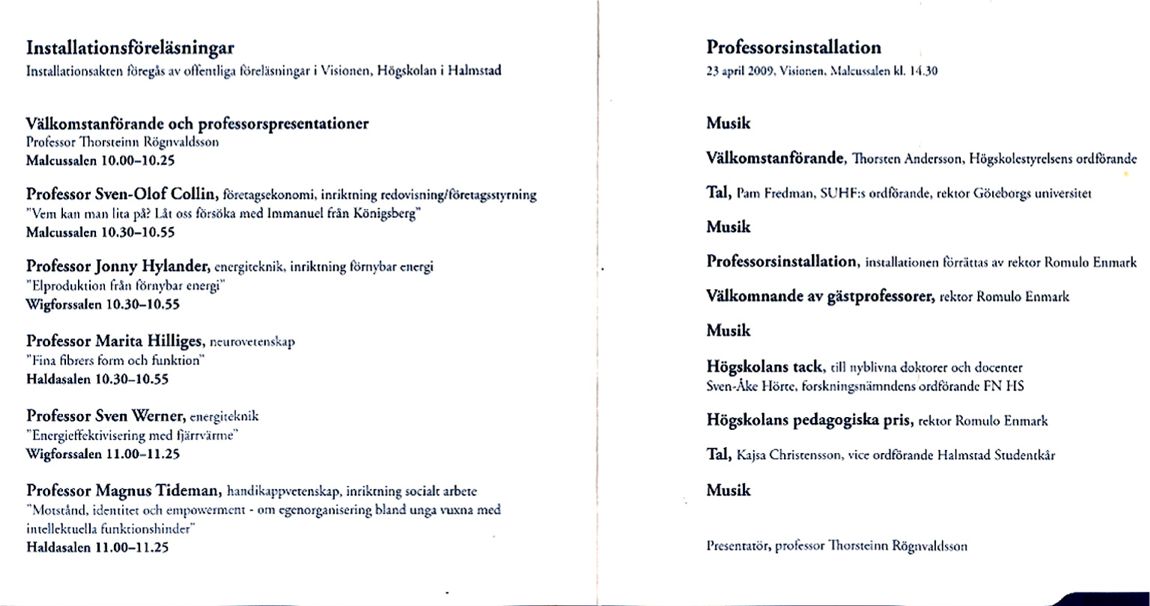 Installationsföreläsningar
Installationsakten föregås av offentliga föreläsningar i Visionen, Högskolan i Halmstad
Välkomstanförande och professorspresentationer
Professor Thorsteinn Rögnvaldsson
Malcussalen 10.00–10.25
Professor Sven-Olof Collin, företagsekonomi, inriktning redovisning/företagsstyrning
"Vem kan man lita på? Låt oss försöka med Immanuel från Königsberg"
Malcussalen 10.30–10.55
Professor Jonny Hylander, energiteknik, inriktning förnybar energi
"Elproduktion från förnybar energi"
Wigforssalen 10.30–10.55
Professor Marita Hilliges, neurovetenskap
"Fina fibrers form och funktion"
Haldasalen 10.30–10.55
Professor Sven Werner, energiteknik
"Energieffektivisering med fjärrvärme"
Wigforssalen 11.00–11.25
Professor Magnus Tideman, handikappvetenskap, inriktning socialt arbete
"Motstånd, identitet och empowerment - om egenorganisering bland unga vuxna med
intellektuella funktionshinder"
Haldasalen 11.00–11.25
Professorsinstallation
23 april 2009, Visionen, Malcussalen kl. 14.30
Musik
Välkomstanförande, Thorsten Andersson, Högskolestyrelsens ordförande
Tal, Pam Fredman, SUHF:s ordförande, rektor Göteborgs universitet
Musik
Professorsinstallation, installationen förrättas av rektor Romulo Enmark
Välkomnande av gästprofessorer, rektor Romulo Enmark
Musik
Högskolans tack, till nyblivna doktorer och docenter
Sven-Åke Hörte, forskningsnämndens ordförande FN HS
Högskolans pedagogiska pris, rektor Romulo Enmark
Tal, Kajsa Christensson, vice ordförande Halmstad Studentkår
Musik
Presentatör, professor Thorsteinn Rögnvaldsson